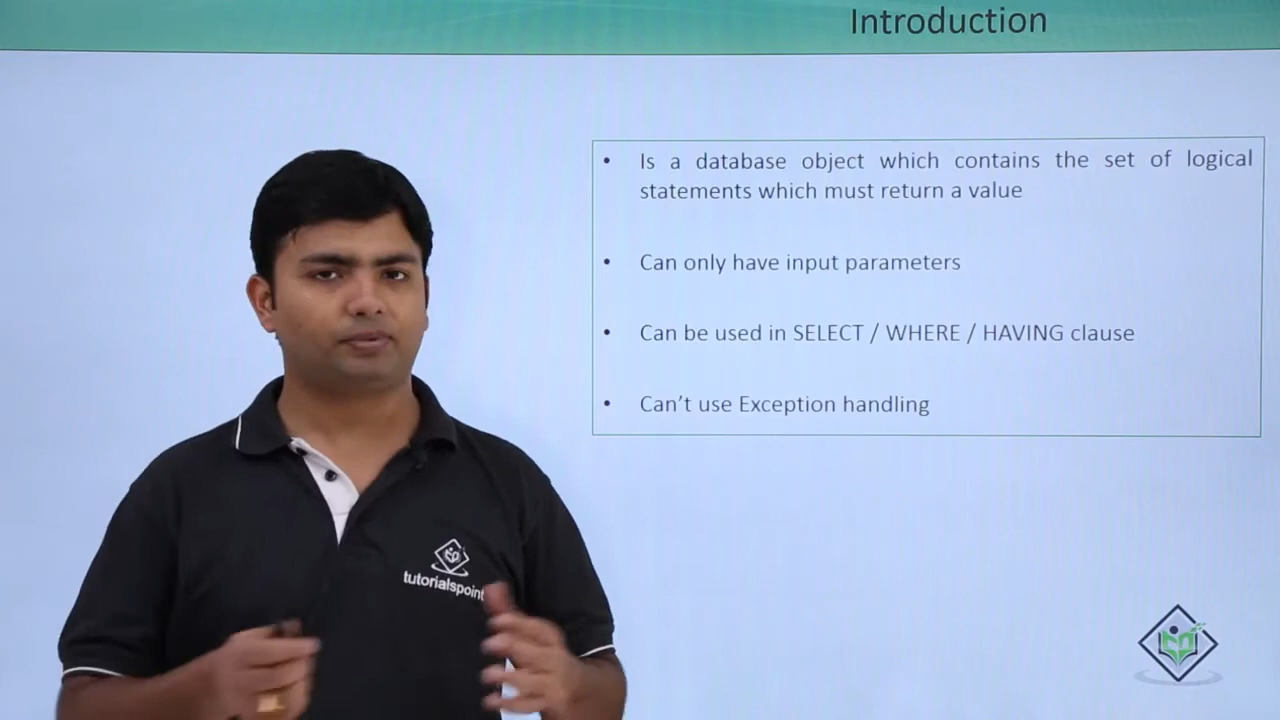 Introduction
• Is a database object which contains the set of logical
statements which must return a value
• Can only have input parameters
• Can be used in SELECT / WHERE / HAVING clause
• Can’t use Exception handling
tutorialspoint